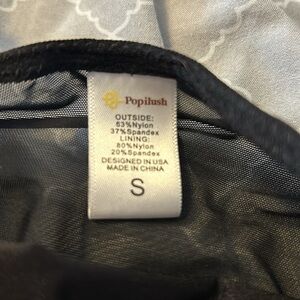 Popilush
OUTSIDE:
63%Nylon
37%Spandex
LINING:
80%Nylon
20%Spandex
DESIGNED IN USA
MADE IN CHINA
S